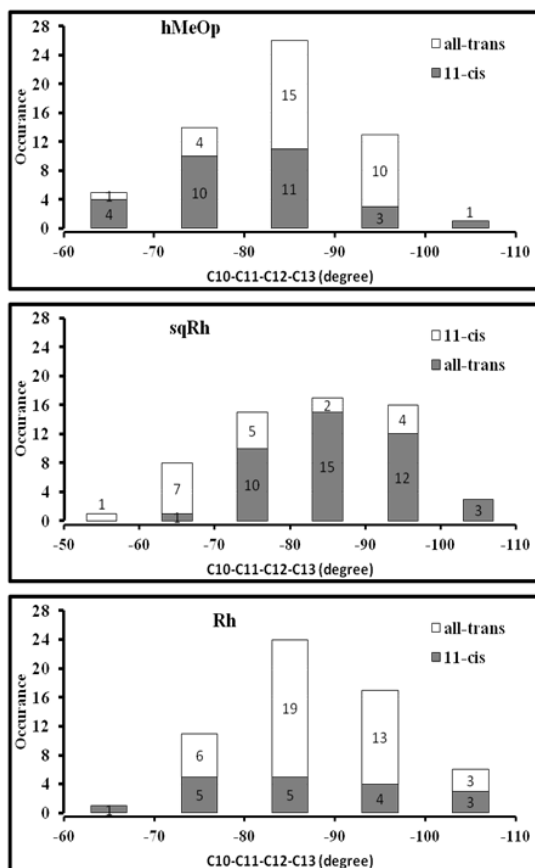 hMeOp
28
24
20
16
12
8
4
0
Occurance
all-trans
11-cis
1
4
4
10
15
11
10
3
1
-60 -70 -80 -90 -100 -110
C10-C11-C12-C13 (degree)
sqRh
28
24
20
16
12
8
4
0
Occurance
11-cis
all-trans
1
7
1
5
10
2
15
4
12
3
-50 -60 -70 -80 -90 -100 -110
C10-C11-C12-C13 (degree)
Rh
28
24
20
16
12
8
4
0
Occurance
all-trans
11-cis
1
6
5
19
5
13
4
3
3
-60 -70 -80 -90 -100 -110
C10-C11-C12-C13 (degree)